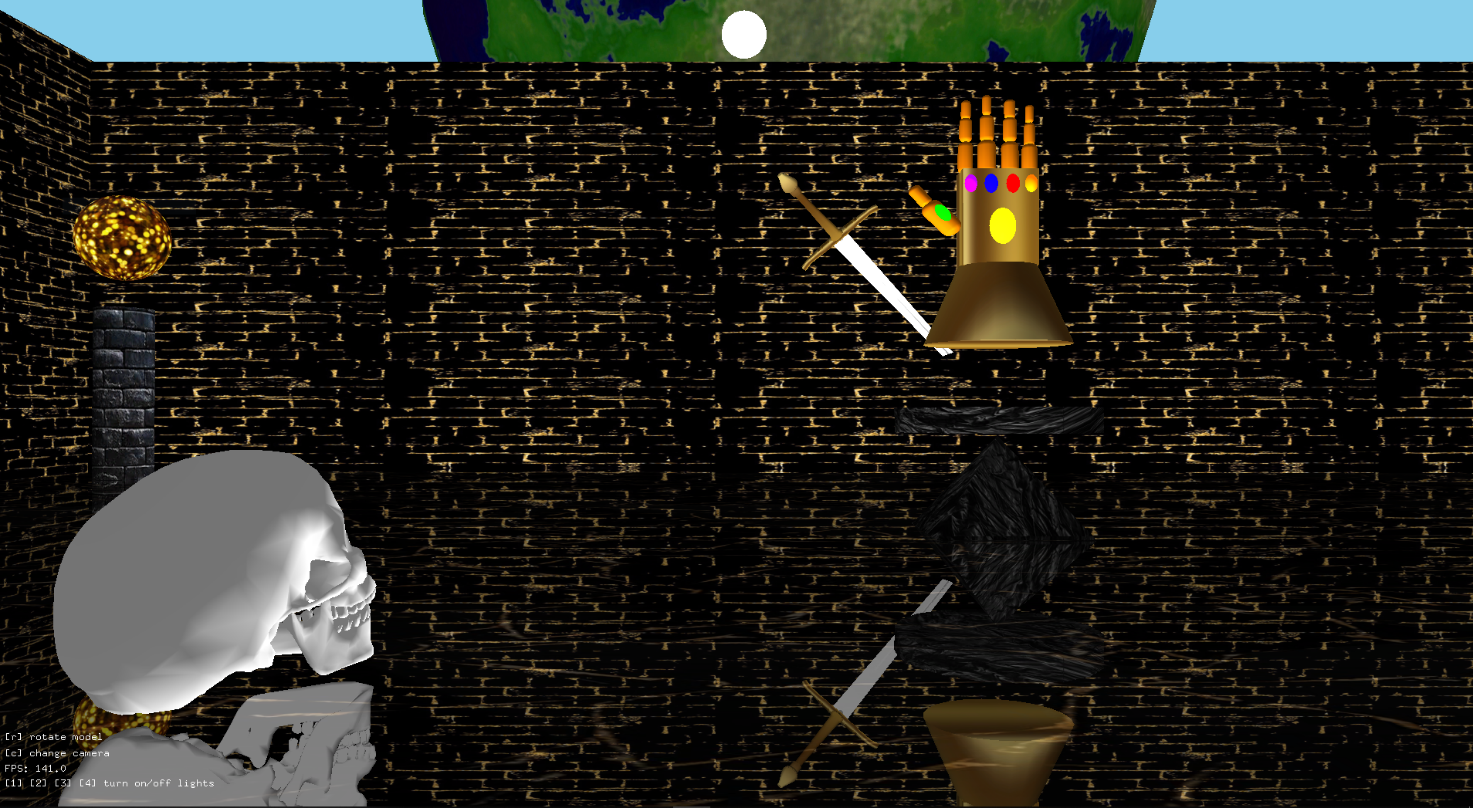 [r] rotate model
[c] change camera
FPS: 141.0
[1] [2] [3] [4] turn on/off lights